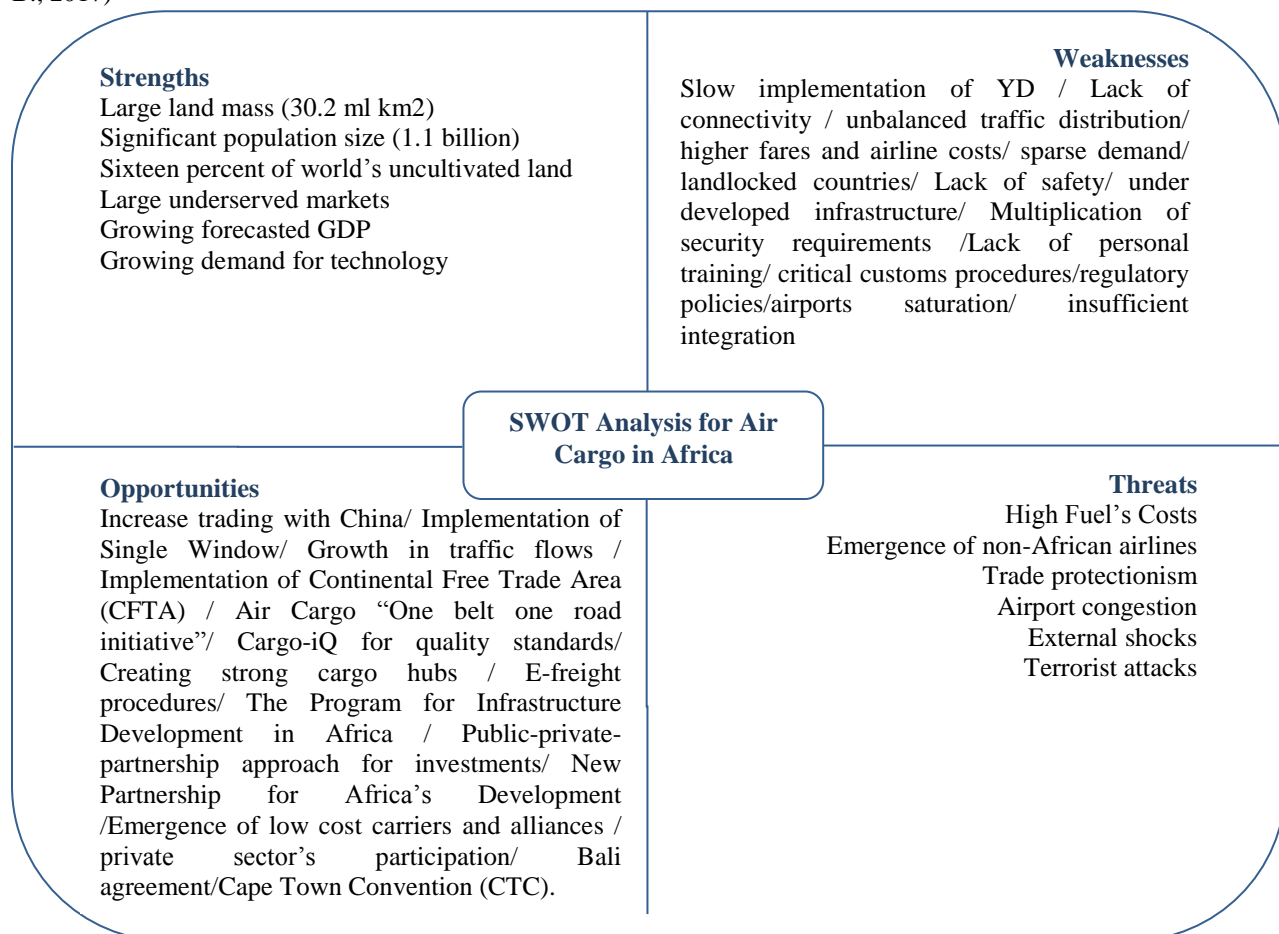 B., 2017)
Strengths
Large land mass (30.2 ml km2)
Significant population size (1.1 billion)
Sixteen percent of world's uncultivated land
Large underserved markets
Growing forecasted GDP
Growing demand for technology
Weaknesses
Slow implementation of YD / Lack of
connectivity / unbalanced traffic distribution/
higher fares and airline costs/ sparse demand/
landlocked countries/ Lack of safety/ under
developed infrastructure/ Multiplication of
security requirements /Lack of personal
training/ critical customs procedures/regulatory
policies/airports saturation/ insufficient
integration
SWOT Analysis for Air
Cargo in Africa
Opportunities
Increase trading with China/ Implementation of
Single Window/ Growth in traffic flows /
Implementation of Continental Free Trade Area
(CFTA) / Air Cargo “One belt one road
initiative”/ Cargo-iQ for quality standards/
Creating strong cargo hubs / E-freight
procedures/ The Program for Infrastructure
Development in Africa / Public-private-
partnership approach for investments/ New
Partnership for Africa’s Development
/Emergence of low cost carriers and alliances /
private sector’s participation/ Bali
agreement/Cape Town Convention (CTC).
Threats
High Fuel’s Costs
Emergence of non-African airlines
Trade protectionism
Airport congestion
External shocks
Terrorist attacks